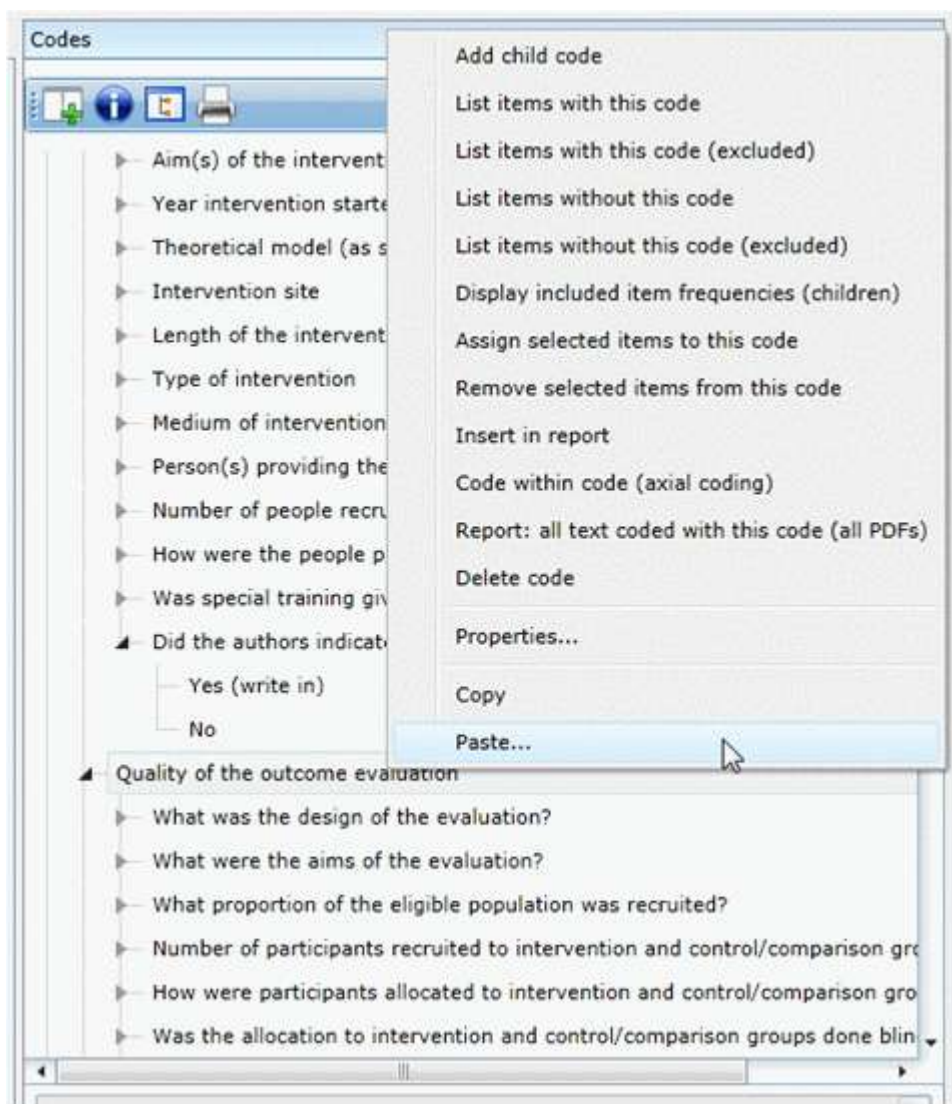 Codes
Aim(s) of the intervent
Year intervention starte
Theoretical model (as s
Intervention site
Length of the intervent
Type of intervention
Medium of intervention
Person(s) providing the
Number of people recru
How were the people p
Was special training giv
Did the authors indicat
Yes (write in)
No
Quality of the outcome evaluation
What was the design of the evaluation?
What were the aims of the evaluation?
What proportion of the eligible population was recruited?
Number of participants recruited to intervention and control/comparison gro
How were participants allocated to intervention and control/comparison gro
Was the allocation to intervention and control/comparison groups done blin
Add child code
List items with this code
List items with this code (excluded)
List items without this code
List items without this code (excluded)
Display included item frequencies (children)
Assign selected items to this code
Remove selected items from this code
Insert in report
Code within code (axial coding)
Report: all text coded with this code (all PDFs)
Delete code
Properties...
Copy
Paste...